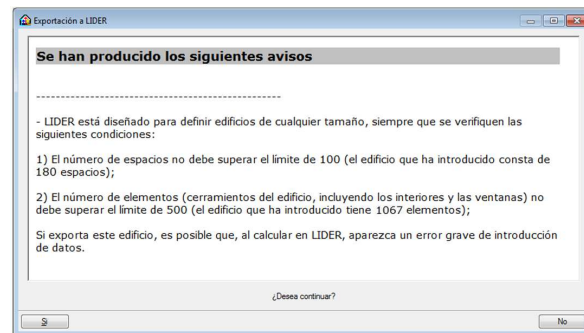 Exportación a LIDER
Se han producido los siguientes avisos
-------------------------------------------------
- LIDER está diseñado para definir edificios de cualquier tamaño, siempre que se verifiquen las
siguientes condiciones:
1) El número de espacios no debe superar el límite de 100 (el edificio que ha introducido consta de
180 espacios);
2) El número de elementos (cerramientos del edificio, incluyendo los interiores y las ventanas) no
debe superar el límite de 500 (el edificio que ha introducido tiene 1067 elementos);
Si exporta este edificio, es posible que, al calcular en LIDER, aparezca un error grave de introducción
de datos.
¿Desea continuar?
Si
No